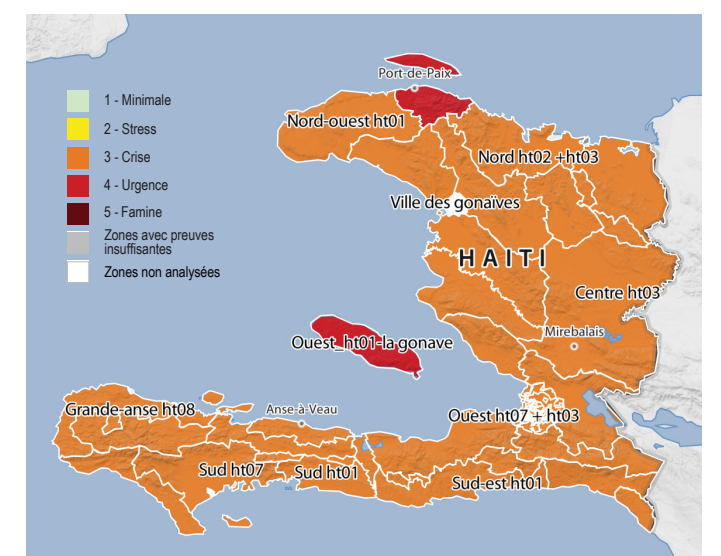 Port-de-Paix
1 - Minimale
2 - Stress
3 - Crise
4 - Urgence
5 - Famine
Zones avec preuves
insuffisantes
Zones non analysées
Nord-ouest ht01
Nord ht02 +ht03
Ville des gonaïves
HAITI
Centre ht03
Mirebalais
Ouest_ht01-la gonave
Grande-anse ht08
Anse-à-Veau
Ouest ht07 + ht03
Sud ht07
Sud ht01
Sud-est ht01